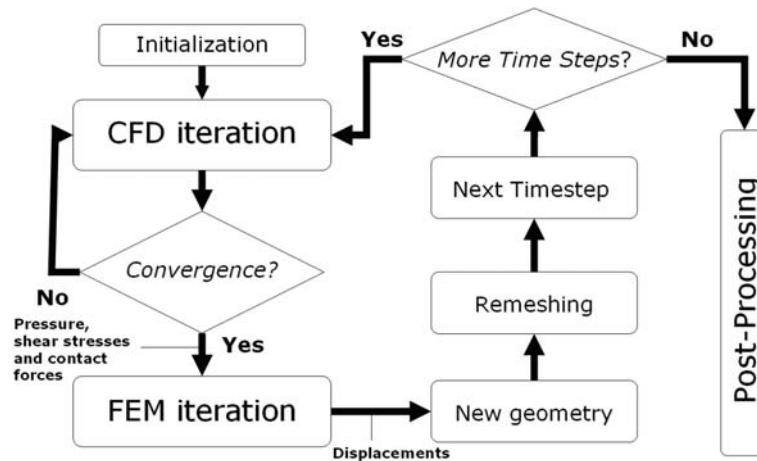 Initialization
Yes
More Time Steps?
No
CFD iteration
Next Timestep
Convergence?
Remeshing
Post-Processing
No
Pressure,
shear stresses
and contact
forces
Yes
FEM iteration
New geometry
Displacements